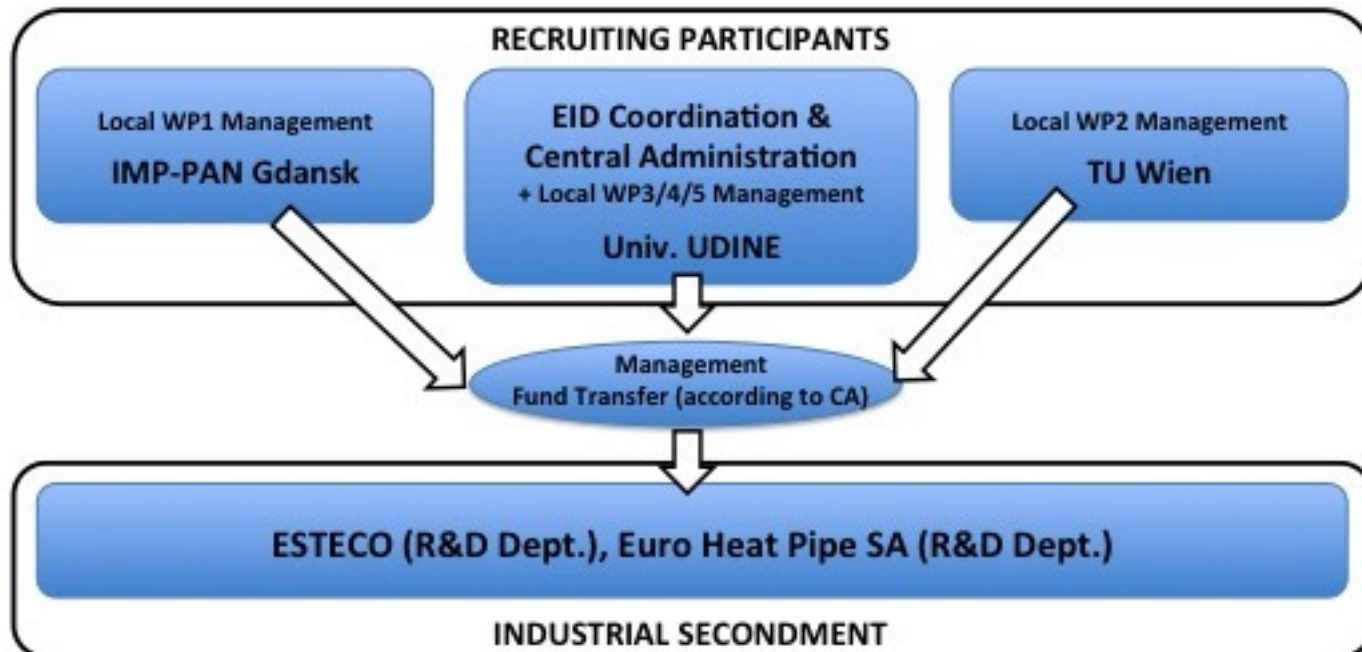 RECRUITING PARTICIPANTS
Local WP1 Management
IMP-PAN Gdansk
EID Coordination &
Central Administration
+ Local WP3/4/5 Management
Univ. UDINE
Local WP2 Management
TU Wien
Management
Fund Transfer (according to CA)
ESTECO (R&D Dept.), Euro Heat Pipe SA (R&D Dept.)
INDUSTRIAL SECONDMENT